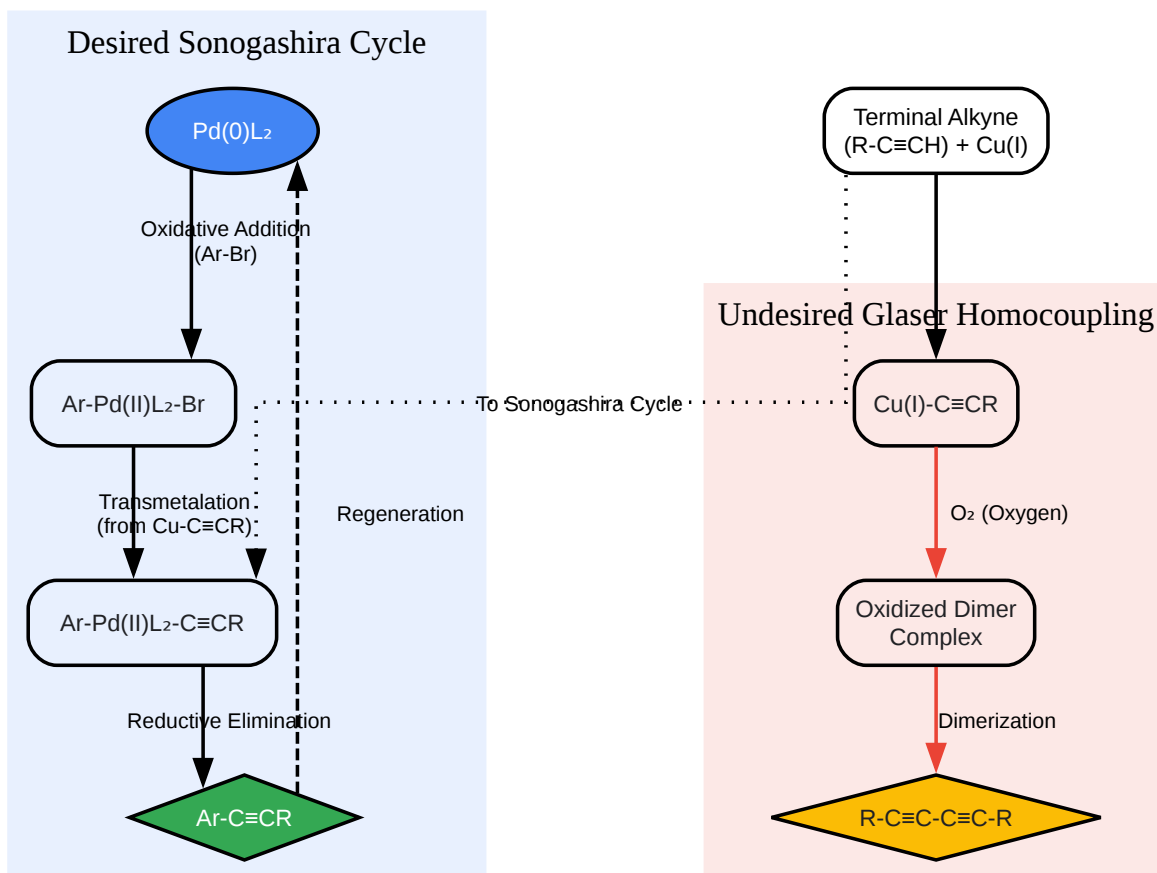 Desired Sonogashira Cycle
Pd(0)L₂
Oxidative Addition
(Ar-Br)
Ar-Pd(II)L₂-Br
Transmetalation
(from Cu-C≡CR)
Regeneration
Ar-Pd(II)L₂-C≡CR
Reductive Elimination
Ar-C≡CR
To Sonogashira Cycle
Terminal Alkyne
(R-C≡CH) + Cu(I)
Undesired Glaser Homocoupling
Cu(I)-C≡CR
O₂ (Oxygen)
Oxidized Dimer
Complex
Dimerization
R-C≡C-C≡C-R